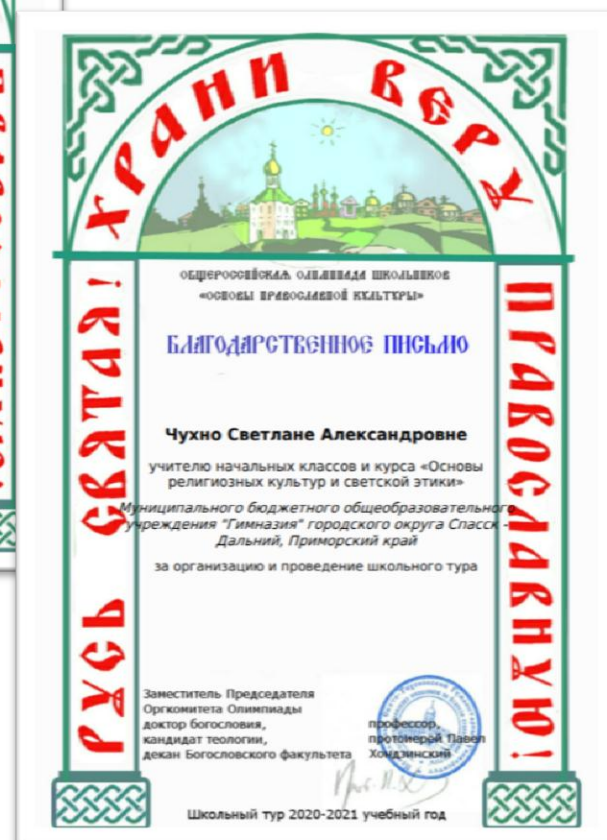 РУСЬ СВЯТАЯ!
ХРАНИ ВЕРУ
ПРАВОСЛАВНУЮ!
ОБЩЕРОССИЙСКАЯ ОЛИМПИАДА ШКОЛЬНИКОВ
«ОСНОВЫ ПРАВОСЛАВНОЙ КУЛЬТУРЫ»
БЛАГОДАРСТВЕННОЕ ПИСЬМО
Чухно Светлане Александровне
учителю начальных классов и курса «Основы
религиозных культур и светской этики»
Муниципального бюджетного общеобразовательного
учреждения "Гимназия" городского округа Спасск -
Дальний, Приморский край
за организацию и проведение школьного тура
Заместитель Председателя
Оргкомитета Олимпиады
доктор богословия, профессор,
кандидат теологии, протоиерей Павел
декан Богословского факультета Хондзинский
Школьный тур 2020-2021 учебный год